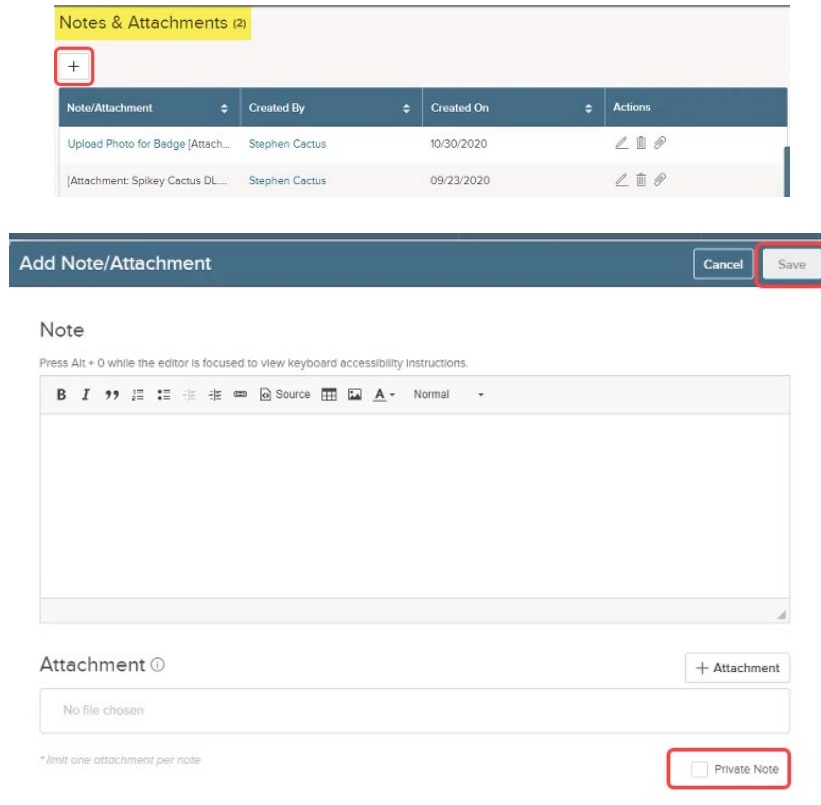 Notes & Attachments (2)
+
Note/Attachment Created By Created On Actions
Upload Photo for Badge [Attach... Stephen Cactus 10/30/2020
[Attachment: Spikey Cactus DL.... Stephen Cactus 09/23/2020
Add Note/Attachment Cancel Save
Note
Press Alt + 0 while the editor is focused to view keyboard accessibility instructions.
B I Source A Normal
Attachment
+ Attachment
No file chosen
* limit one attachment per note
Private Note